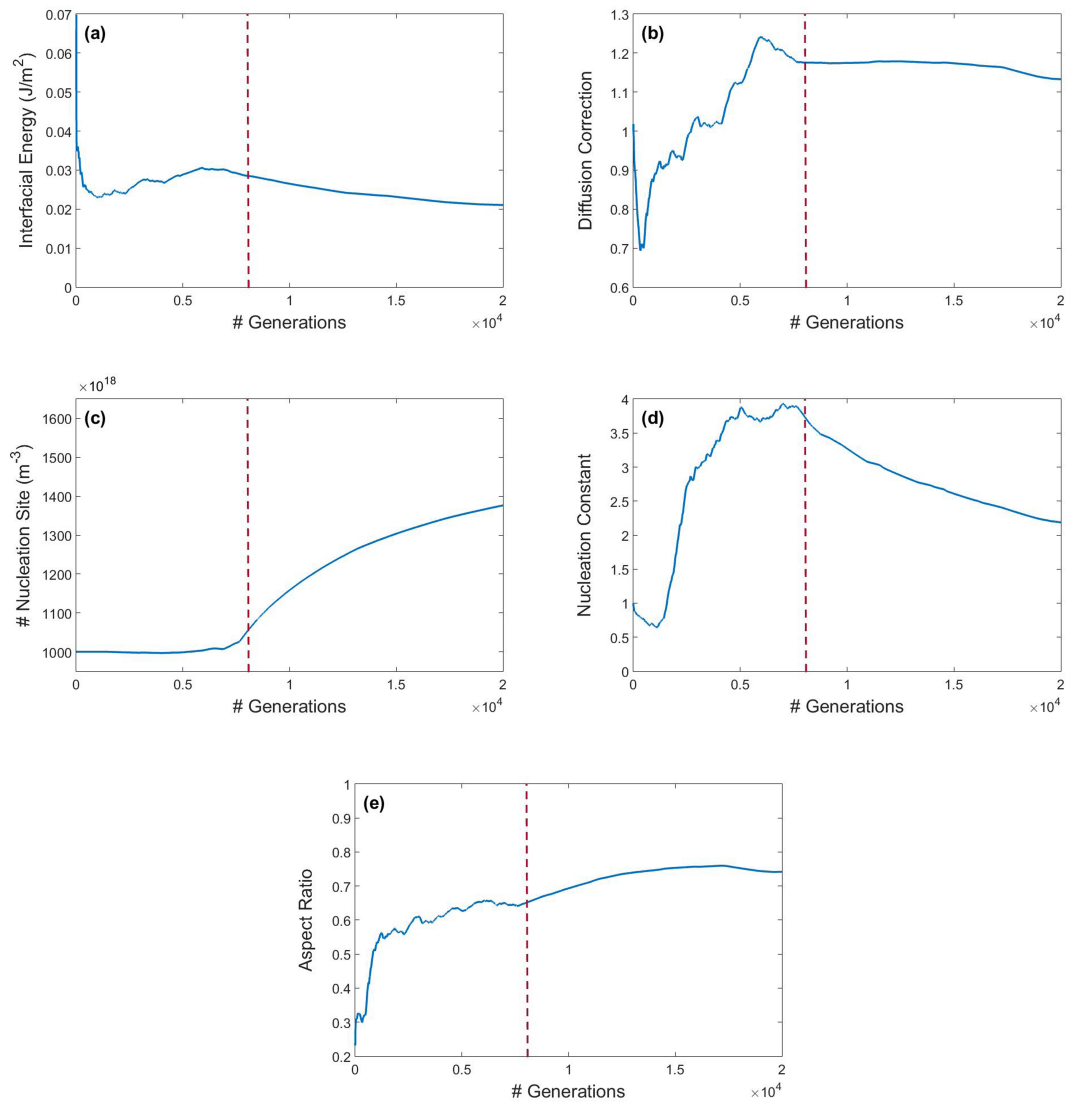 (a)
Interfacial Energy (J/m²)
0.07
0.06
0.05
0.04
0.03
0.02
0.01
0
0 0.5 1 1.5 2
# Generations
×10⁴
(b)
Diffusion Correction
1.3
1.2
1.1
1
0.9
0.8
0.7
0.6
0 0.5 1 1.5 2
# Generations
×10⁴
×10¹⁸
(c)
# Nucleation Site (m⁻³)
1600
1500
1400
1300
1200
1100
1000
0 0.5 1 1.5 2
# Generations
×10⁴
(d)
Nucleation Constant
4
3.5
3
2.5
2
1.5
1
0.5
0
0 0.5 1 1.5 2
# Generations
×10⁴
(e)
Aspect Ratio
1
0.9
0.8
0.7
0.6
0.5
0.4
0.3
0.2
0 0.5 1 1.5 2
# Generations
×10⁴